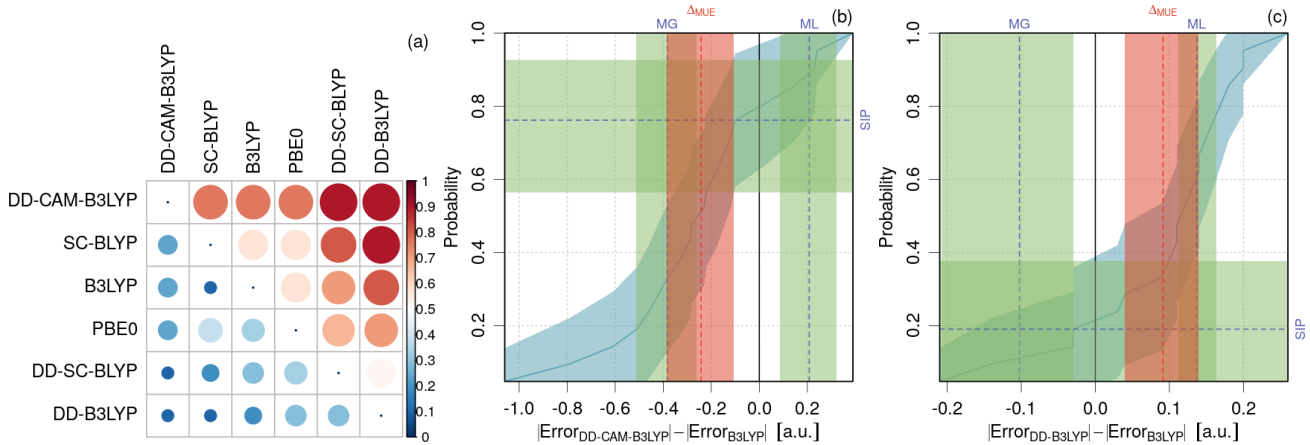 (a)
DD-CAM-B3LYP
SC-BLYP
B3LYP
PBE0
DD-SC-BLYP
DD-B3LYP
DD-CAM-B3LYP
SC-BLYP
B3LYP
PBE0
DD-SC-BLYP
DD-B3LYP
1
0.9
0.8
0.7
0.6
0.5
0.4
0.3
0.2
0.1
0
(b)
ΔMUE
MG
ML
SIP
Probability
1.0
0.8
0.6
0.4
0.2
-1.0 -0.8 -0.6 -0.4 -0.2 0.0 0.2
|ErrorDD-CAM-B3LYP|−|ErrorB3LYP| [a.u.]
(c)
ΔMUE
MG
ML
SIP
Probability
1.0
0.8
0.6
0.4
0.2
-0.2 -0.1 0.0 0.1 0.2
|ErrorDD-B3LYP|−|ErrorB3LYP| [a.u.]